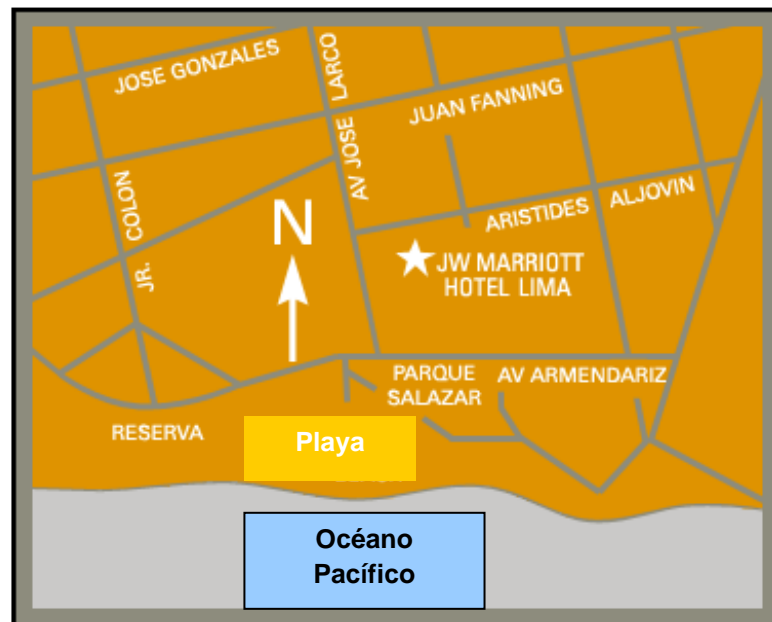 JOSE GONZALES
AV JOSE LARCO
JUAN FANNING
JR. COLON
N
ARISTIDES ALJOVIN
JW MARRIOTT
HOTEL LIMA
PARQUE
SALAZAR
AV ARMENDARIZ
RESERVA
Playa
Océano
Pacífico